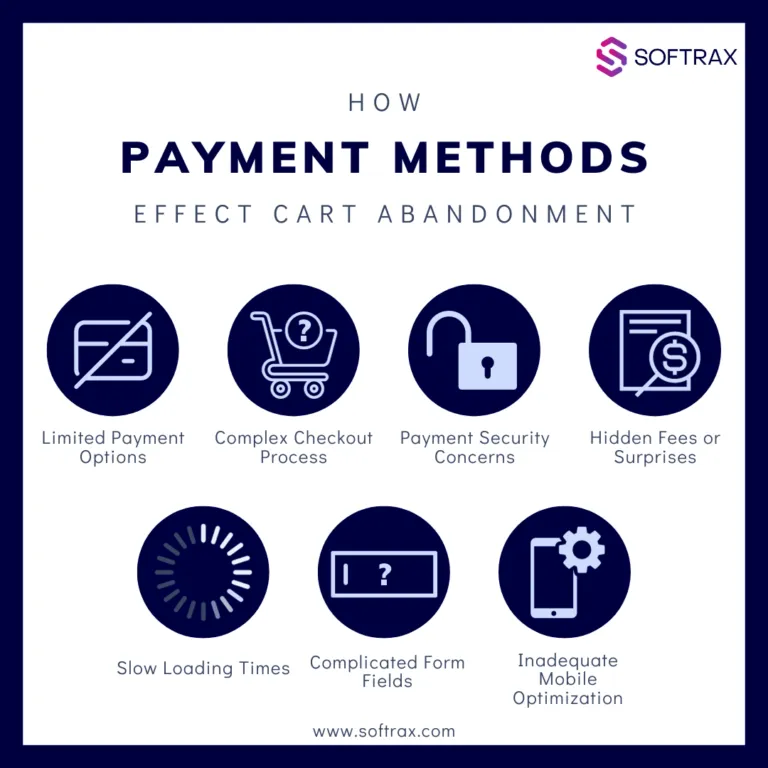 SOFTRAX
HOW
PAYMENT METHODS
EFFECT CART ABANDONMENT
?
$
Limited Payment
Options
Complex Checkout
Process
Payment Security
Concerns
Hidden Fees or
Surprises
?
Slow Loading Times
Complicated Form
Fields
Inadequate
Mobile
Optimization
www.softrax.com